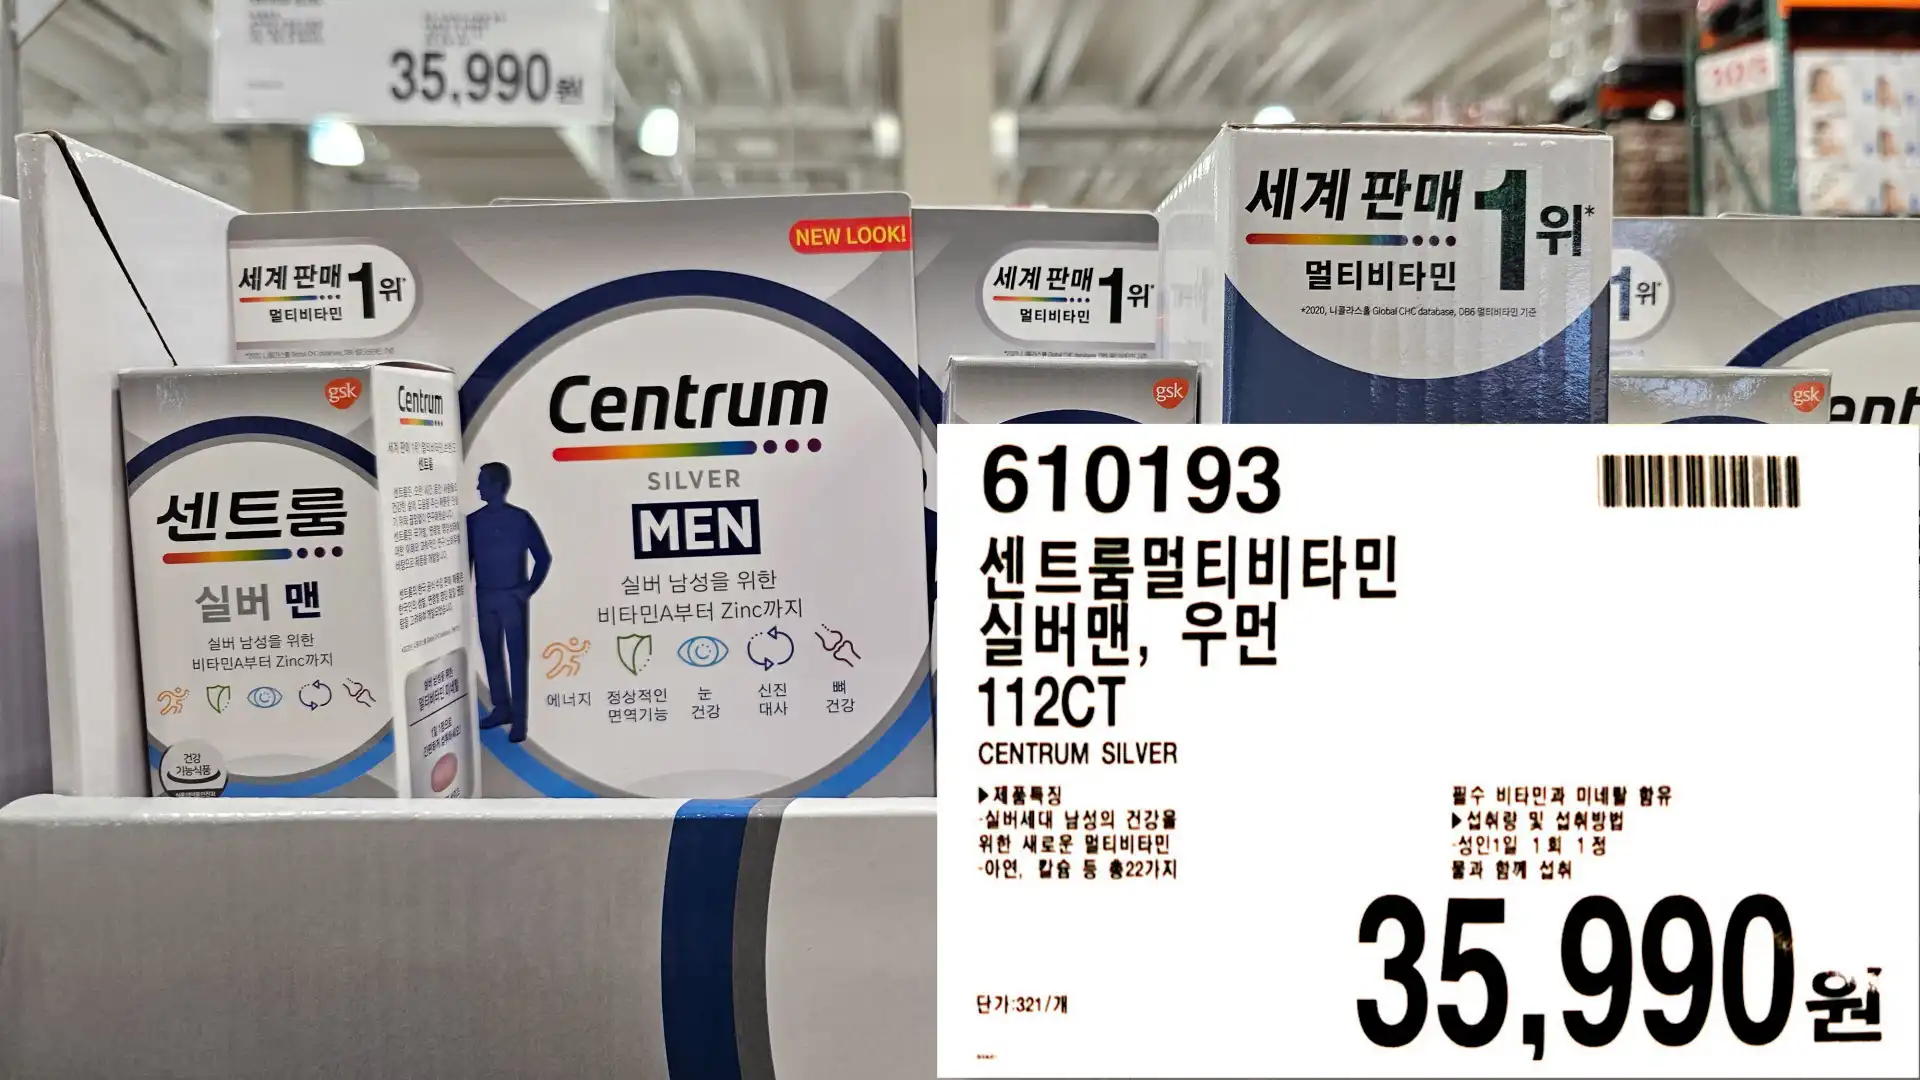 35,990원
NEW LOOK!
세계 판매 1위*
멀티비타민
Centrum
SILVER
MEN
실버 남성을 위한
비타민A부터 Zinc까지
에너지
정상적인
면역기능
눈
건강
신진
대사
뼈
건강
gsk
센트룸
실버 맨
실버 남성을 위한
비타민A부터 Zinc까지
건강
기능식품
Centrum
센트룸
세계 판매 1위*
멀티비타민
gsk
세계 판매 1위*
멀티비타민
*2020, 니콜라스홀 Global CHC database, DB6 멀티비타민 기준
1위*
gsk
610193
센트룸멀티비타민
실버맨, 우먼
112CT
CENTRUM SILVER
▶제품특징
-실버세대 남성의 건강을
위한 새로운 멀티비타민
-아연, 칼슘 등 총22가지
필수 비타민과 미네랄 함유
▶섭취량 및 섭취방법
-성인1일 1회 1정
물과 함께 섭취
단가:321/개
35,990원